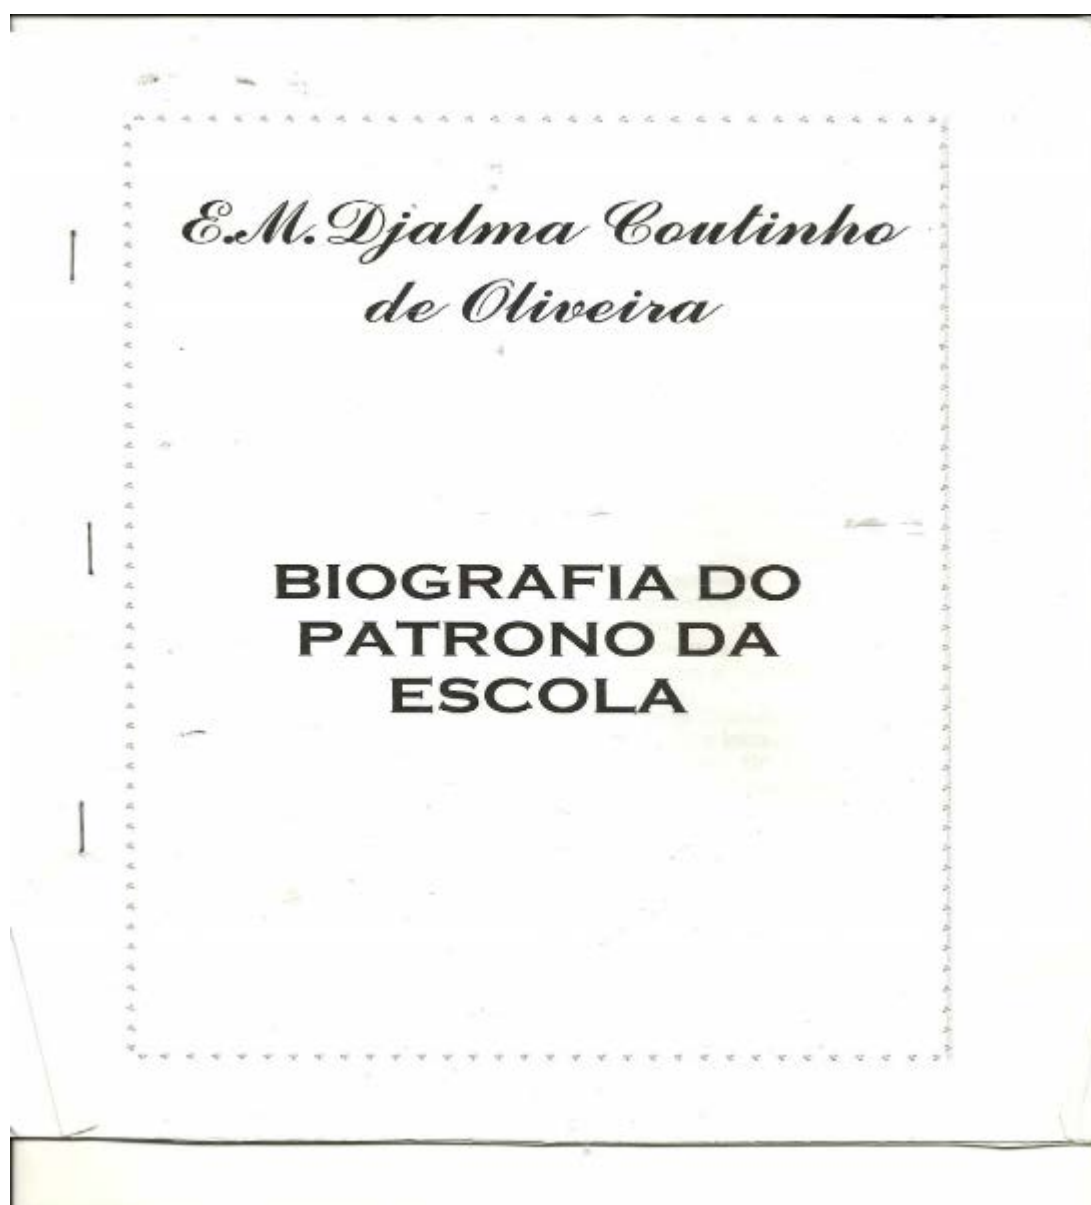 E.M. Djalma Coutinho
de Oliveira
BIOGRAFIA DO
PATRONO DA
ESCOLA